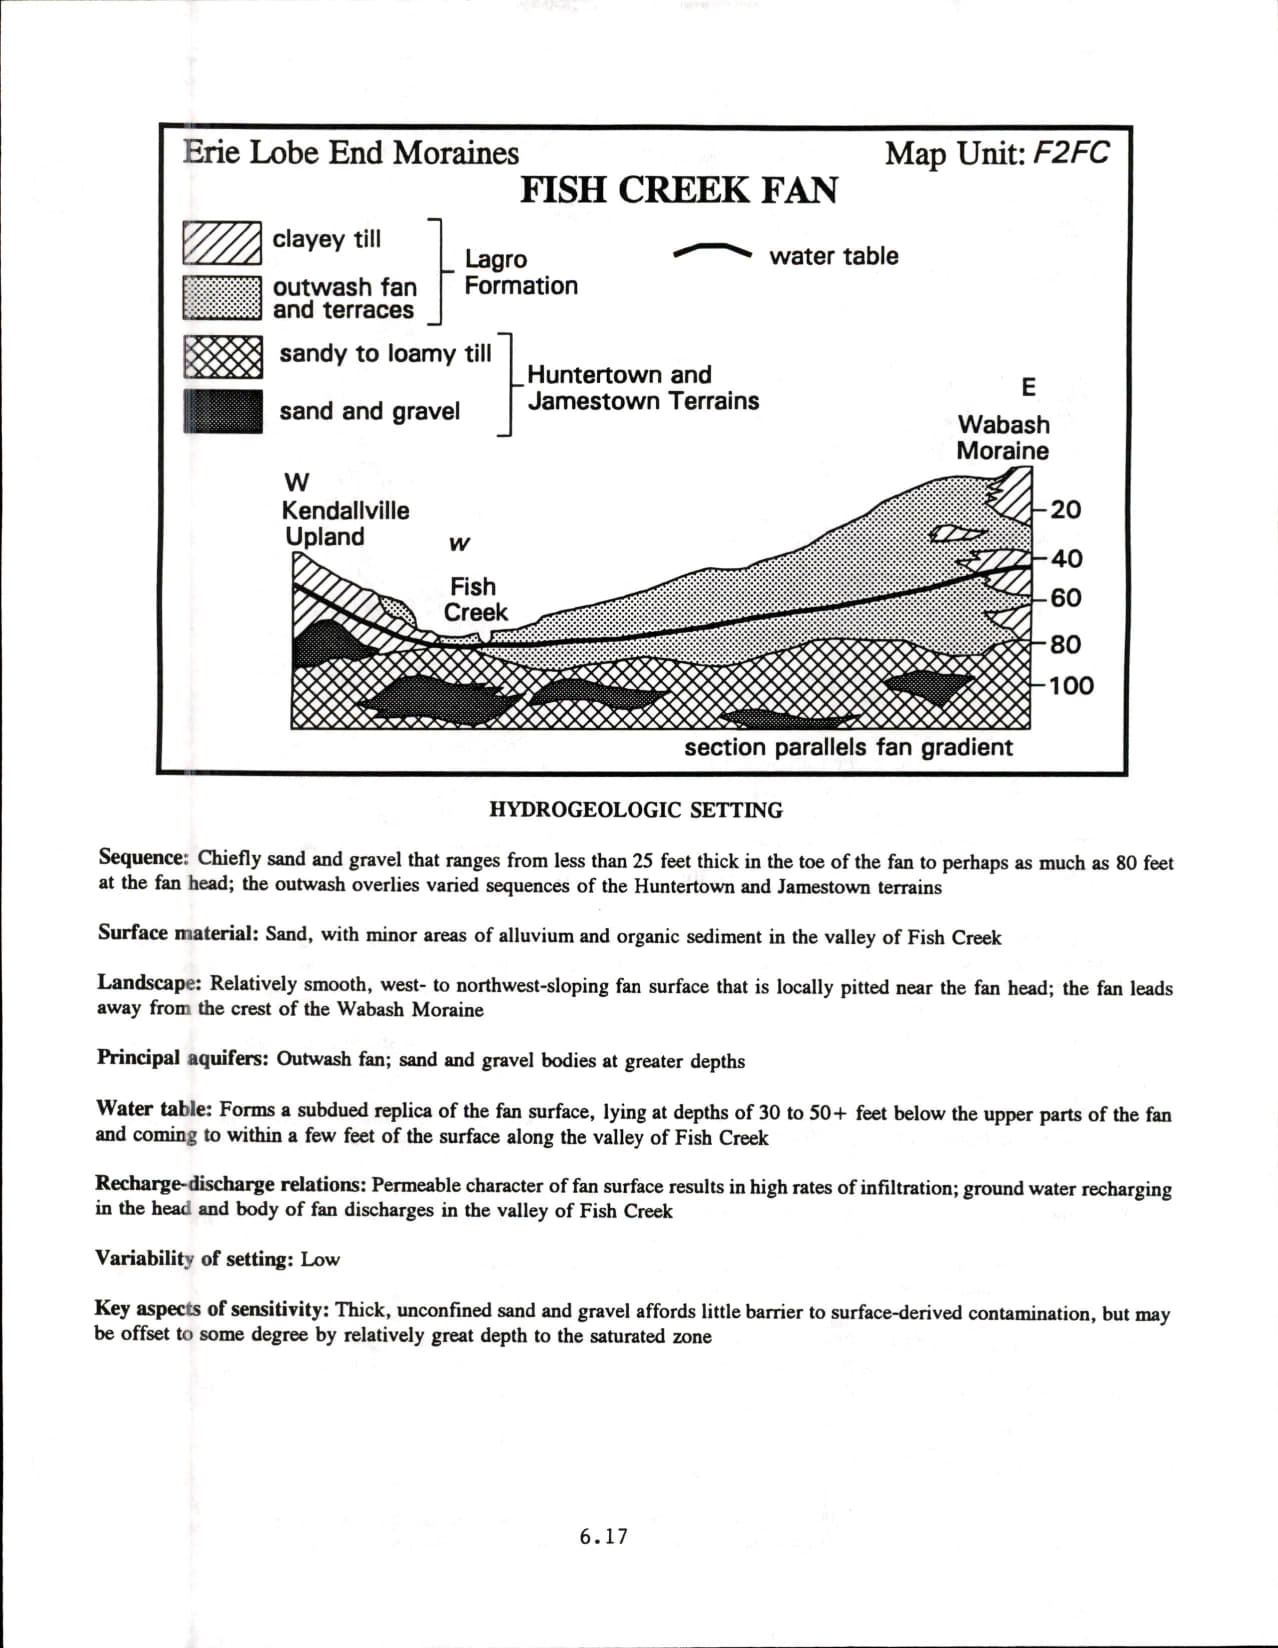 Erie Lobe End Moraines
Map Unit: F2FC
FISH CREEK FAN
clayey till
outwash fan
and terraces
Lagro
Formation
water table
sandy to loamy till
sand and gravel
Huntertown and
Jamestown Terrains
E
Wabash
Moraine
W
Kendallville
Upland
W
Fish
Creek
20
40
60
80
100
section parallels fan gradient
HYDROGEOLOGIC SETTING
Sequence: Chiefly sand and gravel that ranges from less than 25 feet thick in the toe of the fan to perhaps as much as 80 feet
at the fan head; the outwash overlies varied sequences of the Huntertown and Jamestown terrains
Surface material: Sand, with minor areas of alluvium and organic sediment in the valley of Fish Creek
Landscape: Relatively smooth, west- to northwest-sloping fan surface that is locally pitted near the fan head; the fan leads
away from the crest of the Wabash Moraine
Principal aquifers: Outwash fan; sand and gravel bodies at greater depths
Water table: Forms a subdued replica of the fan surface, lying at depths of 30 to 50+ feet below the upper parts of the fan
and coming to within a few feet of the surface along the valley of Fish Creek
Recharge-discharge relations: Permeable character of fan surface results in high rates of infiltration; ground water recharging
in the head and body of fan discharges in the valley of Fish Creek
Variability of setting: Low
Key aspects of sensitivity: Thick, unconfined sand and gravel affords little barrier to surface-derived contamination, but may
be offset to some degree by relatively great depth to the saturated zone
6.17